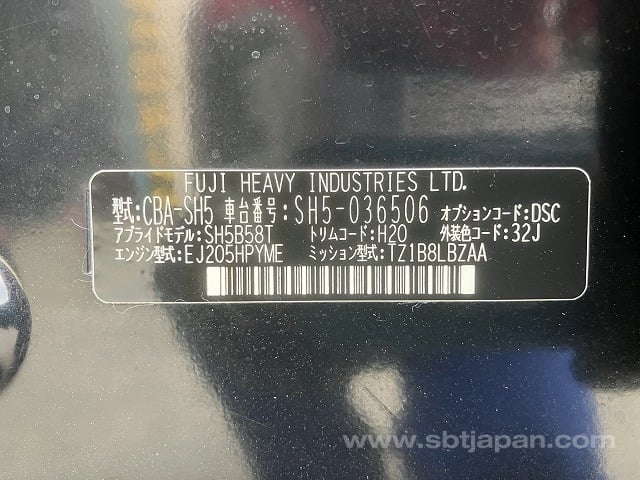 FUJI HEAVY INDUSTRIES LTD.
型式:CBA-SH5 車台番号:SH5-036506 オプションコード:DSC
アプライドモデル:SH5B58T トリムコード:H20 外装色コード:32J
エンジン型式:EJ205HPYME ミッション型式:TZ1B8LBZAA
www.sbtjapan.com